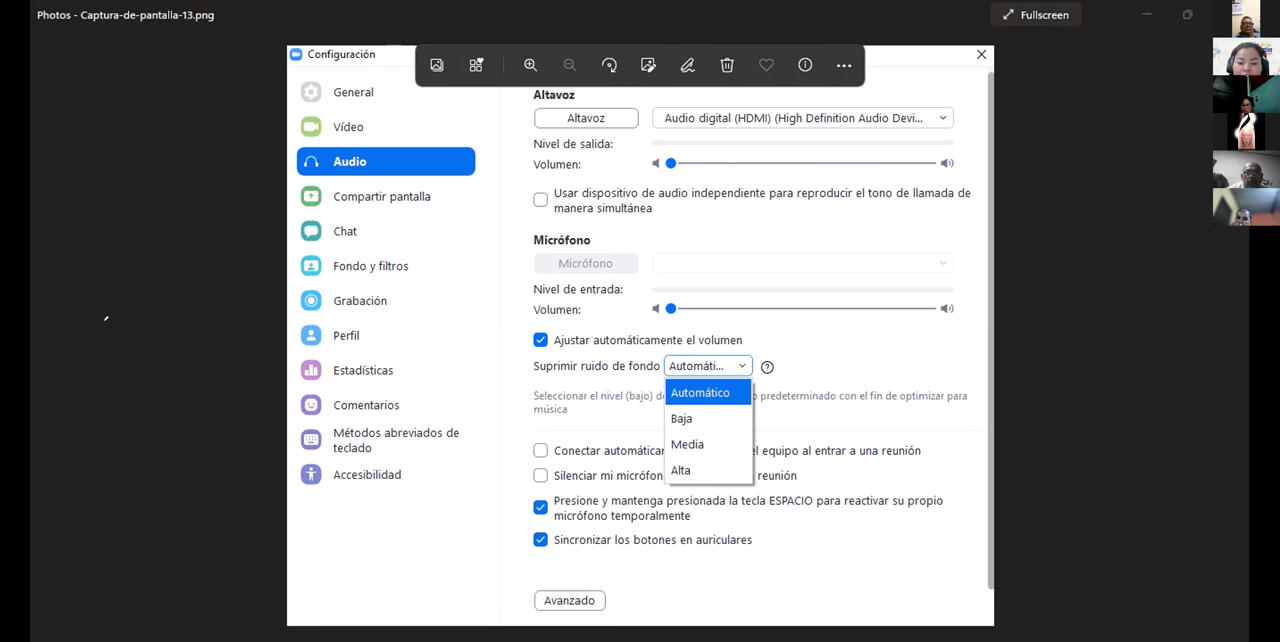 Photos - Captura-de-pantalla-13.png
Fullscreen
Configuración
General
Vídeo
Audio
Compartir pantalla
Chat
Fondo y filtros
Grabación
Perfil
Estadísticas
Comentarios
Métodos abreviados de
teclado
Accesibilidad
Altavoz
Altavoz
Audio digital (HDMI) (High Definition Audio Devi...
Nivel de salida:
Volumen:
Usar dispositivo de audio independiente para reproducir el tono de llamada de
manera simultánea
Micrófono
Micrófono
Nivel de entrada:
Volumen:
Ajustar automáticamente el volumen
Suprimir ruido de fondo
Automáti...
Automático
Baja
Media
Alta
Seleccionar el nivel (bajo) predeterminado con el fin de optimizar para
música
Conectar equipo al entrar a una reunión
Silenciar mi reunión
Presione y mantenga presionada la tecla ESPACIO para reactivar su propio
micrófono temporalmente
Sincronizar los botones en auriculares
Avanzado